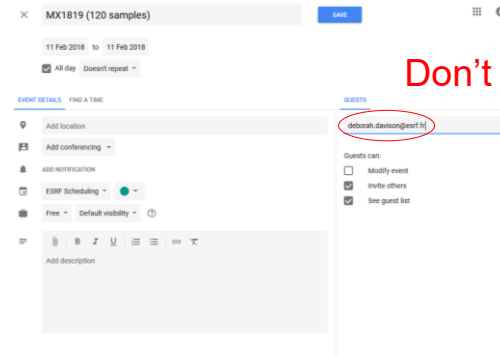 MX1819 (120 samples)
SAVE
11 Feb 2018 to 11 Feb 2018
All day Doesn't repeat
Don't
EVENT DETAILS FIND A TIME
GUESTS
Add location
deborah.davison@esrf.fr
Add conferencing
Guests can:
ADD NOTIFICATION
Modify event
ESRF Scheduling
Invite others
Free Default visibility
See guest list
B I U
Add description